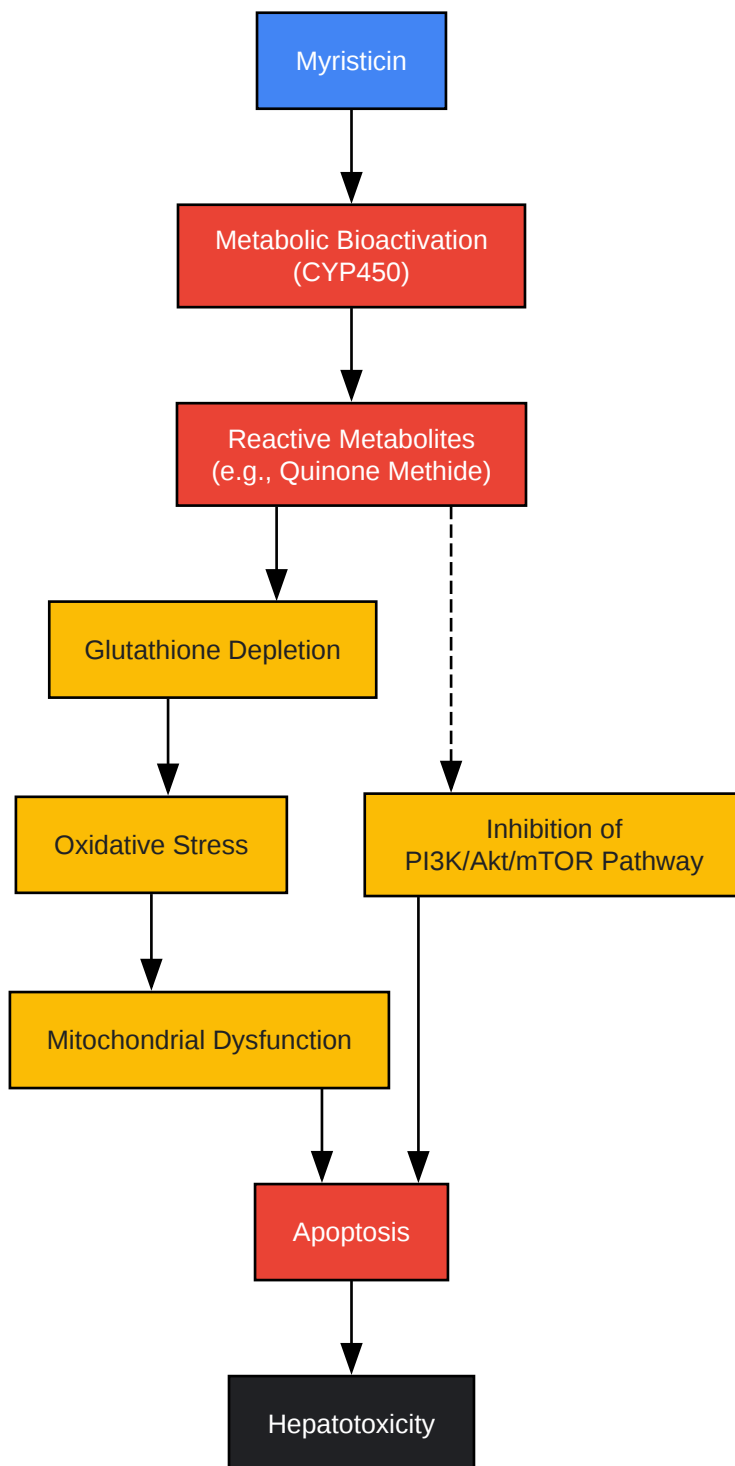 Myristicin
Metabolic Bioactivation
(CYP450)
Reactive Metabolites
(e.g., Quinone Methide)
Glutathione Depletion
Oxidative Stress
Inhibition of
PI3K/Akt/mTOR Pathway
Mitochondrial Dysfunction
Apoptosis
Hepatotoxicity